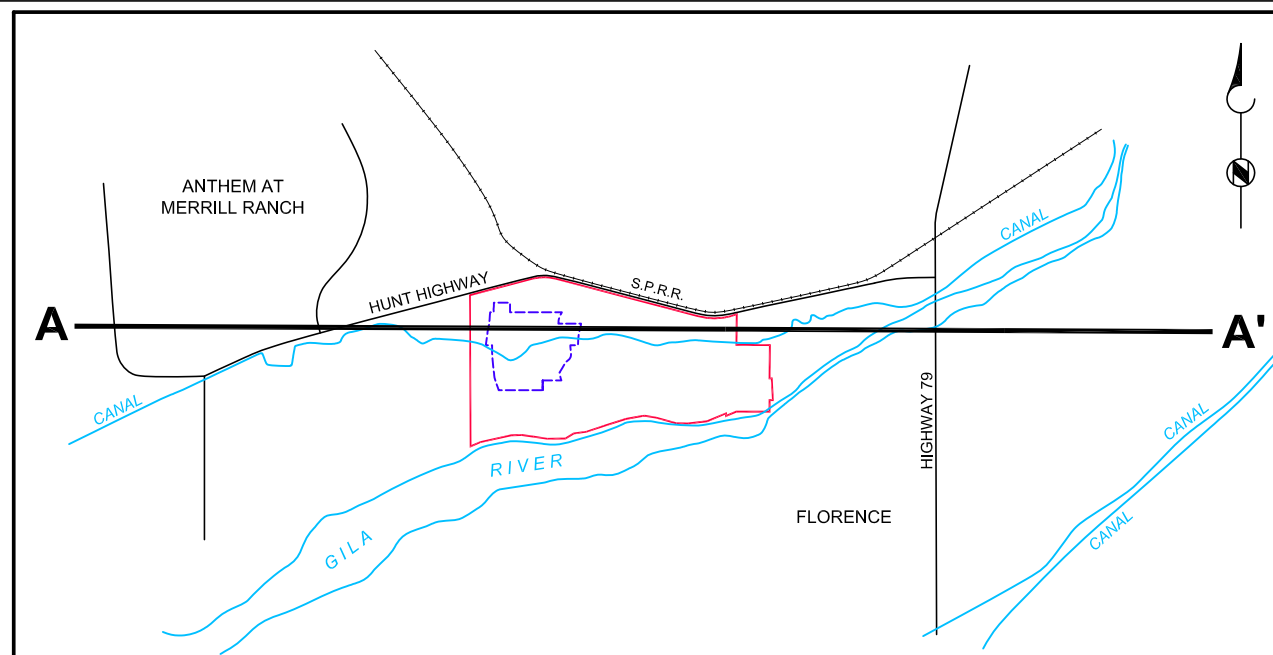 ANTHEM AT
MERRILL RANCH
CANAL
HUNT HIGHWAY
S.P.R.R.
A
A'
CANAL
HIGHWAY 79
CANAL
CANAL
RIVER
GILA
FLORENCE
N